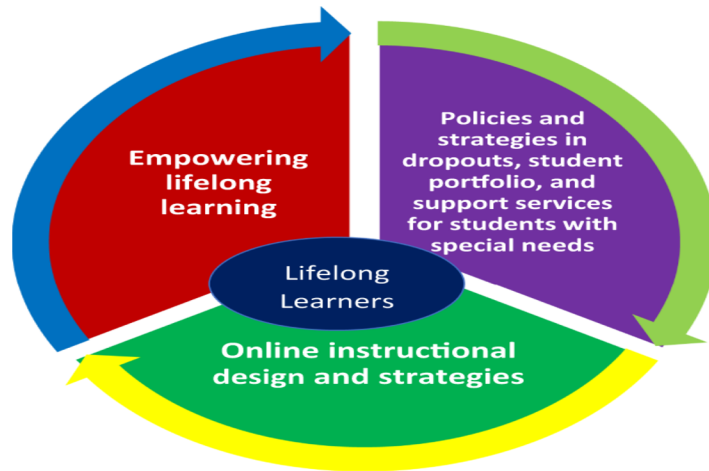 Empowering
lifelong
learning
Policies and
strategies in
dropouts, student
portfolio, and
support services
for students with
special needs
Lifelong
Learners
Online instructional
design and strategies